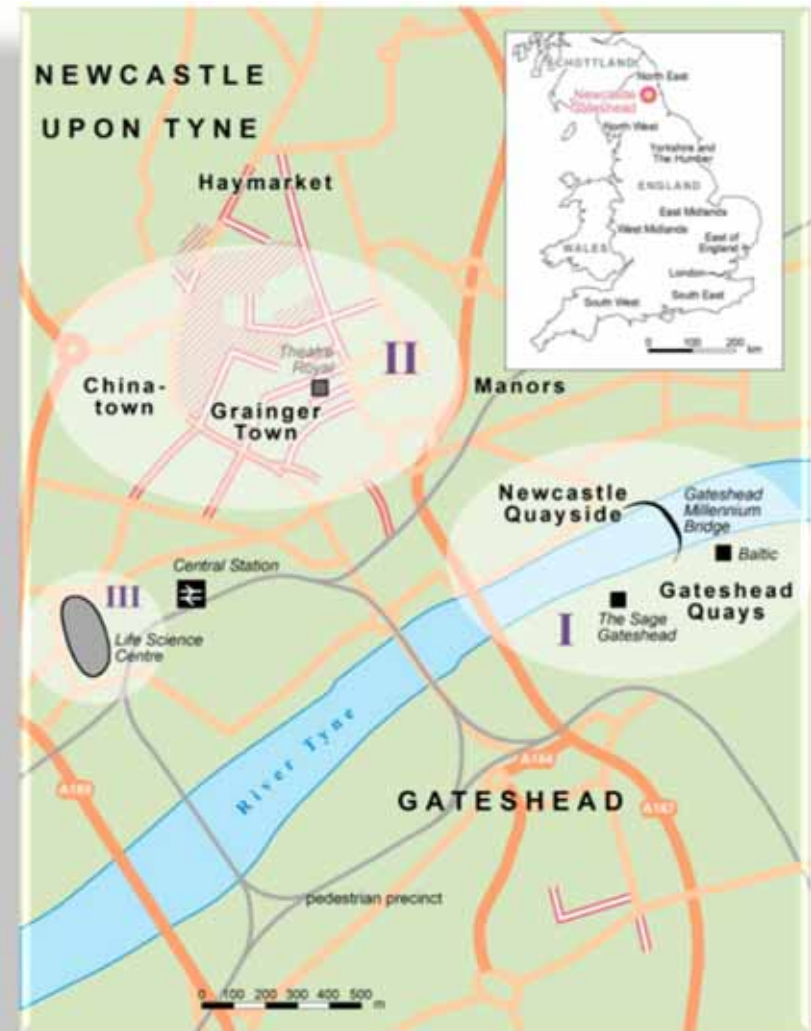 NEWCASTLE
UPON TYNE
Haymarket
SCHOTTLAND
North East
Newcastle
Gateshead
North West
Yorkshire and
The Humber
ENGLAND
East Midlands
West Midlands
East of
England
WALES
London
South West
South East
0 100 200
km
Theatre
Royal
II
China-
town
Grainger
Town
Manors
Newcastle
Quayside
Gateshead
Millennium
Bridge
Baltic
Central Station
III
Life Science
Centre
I
The Sage
Gateshead
Gateshead
Quays
River Tyne
A184
A189
GATESHEAD
A167
pedestrian precinct
0 100 200 300 400 500
m